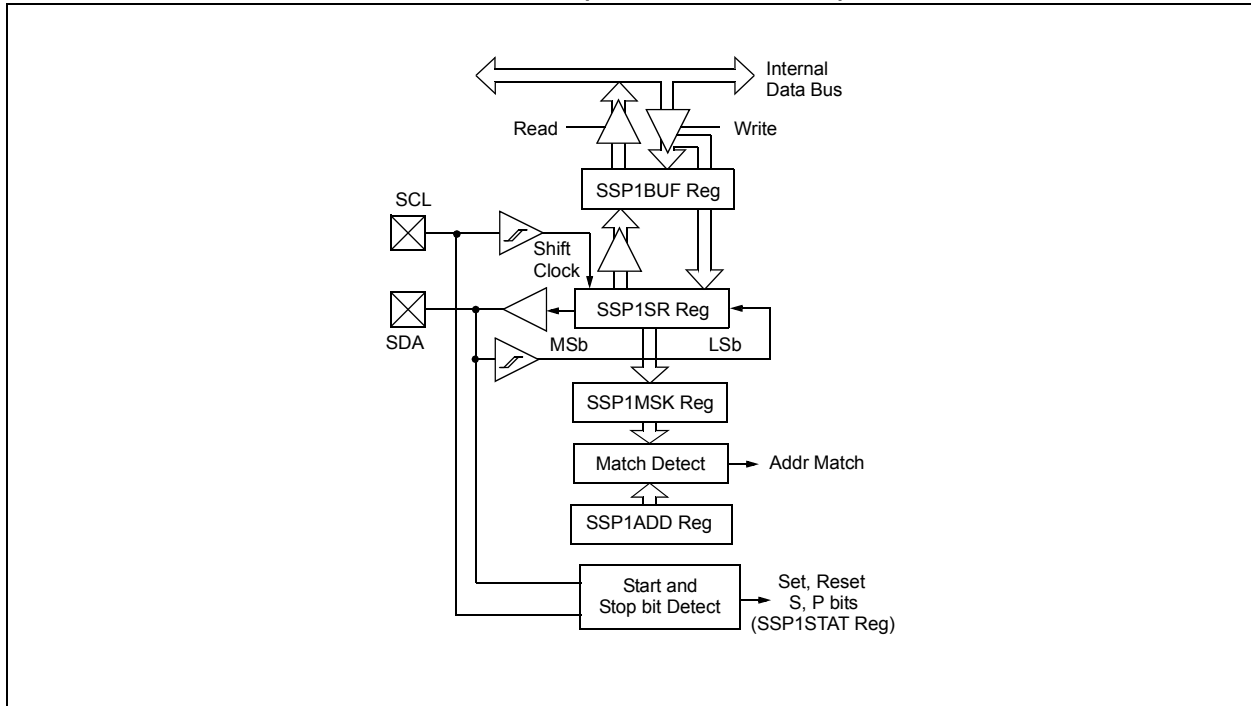 Internal
Data Bus
Read
Write
SSP1BUF Reg
SCL
Shift
Clock
SSP1SR Reg
SDA
MSb
LSb
SSP1MSK Reg
Match Detect
Addr Match
SSP1ADD Reg
Start and
Stop bit Detect
Set, Reset
S, P bits
(SSP1STAT Reg)